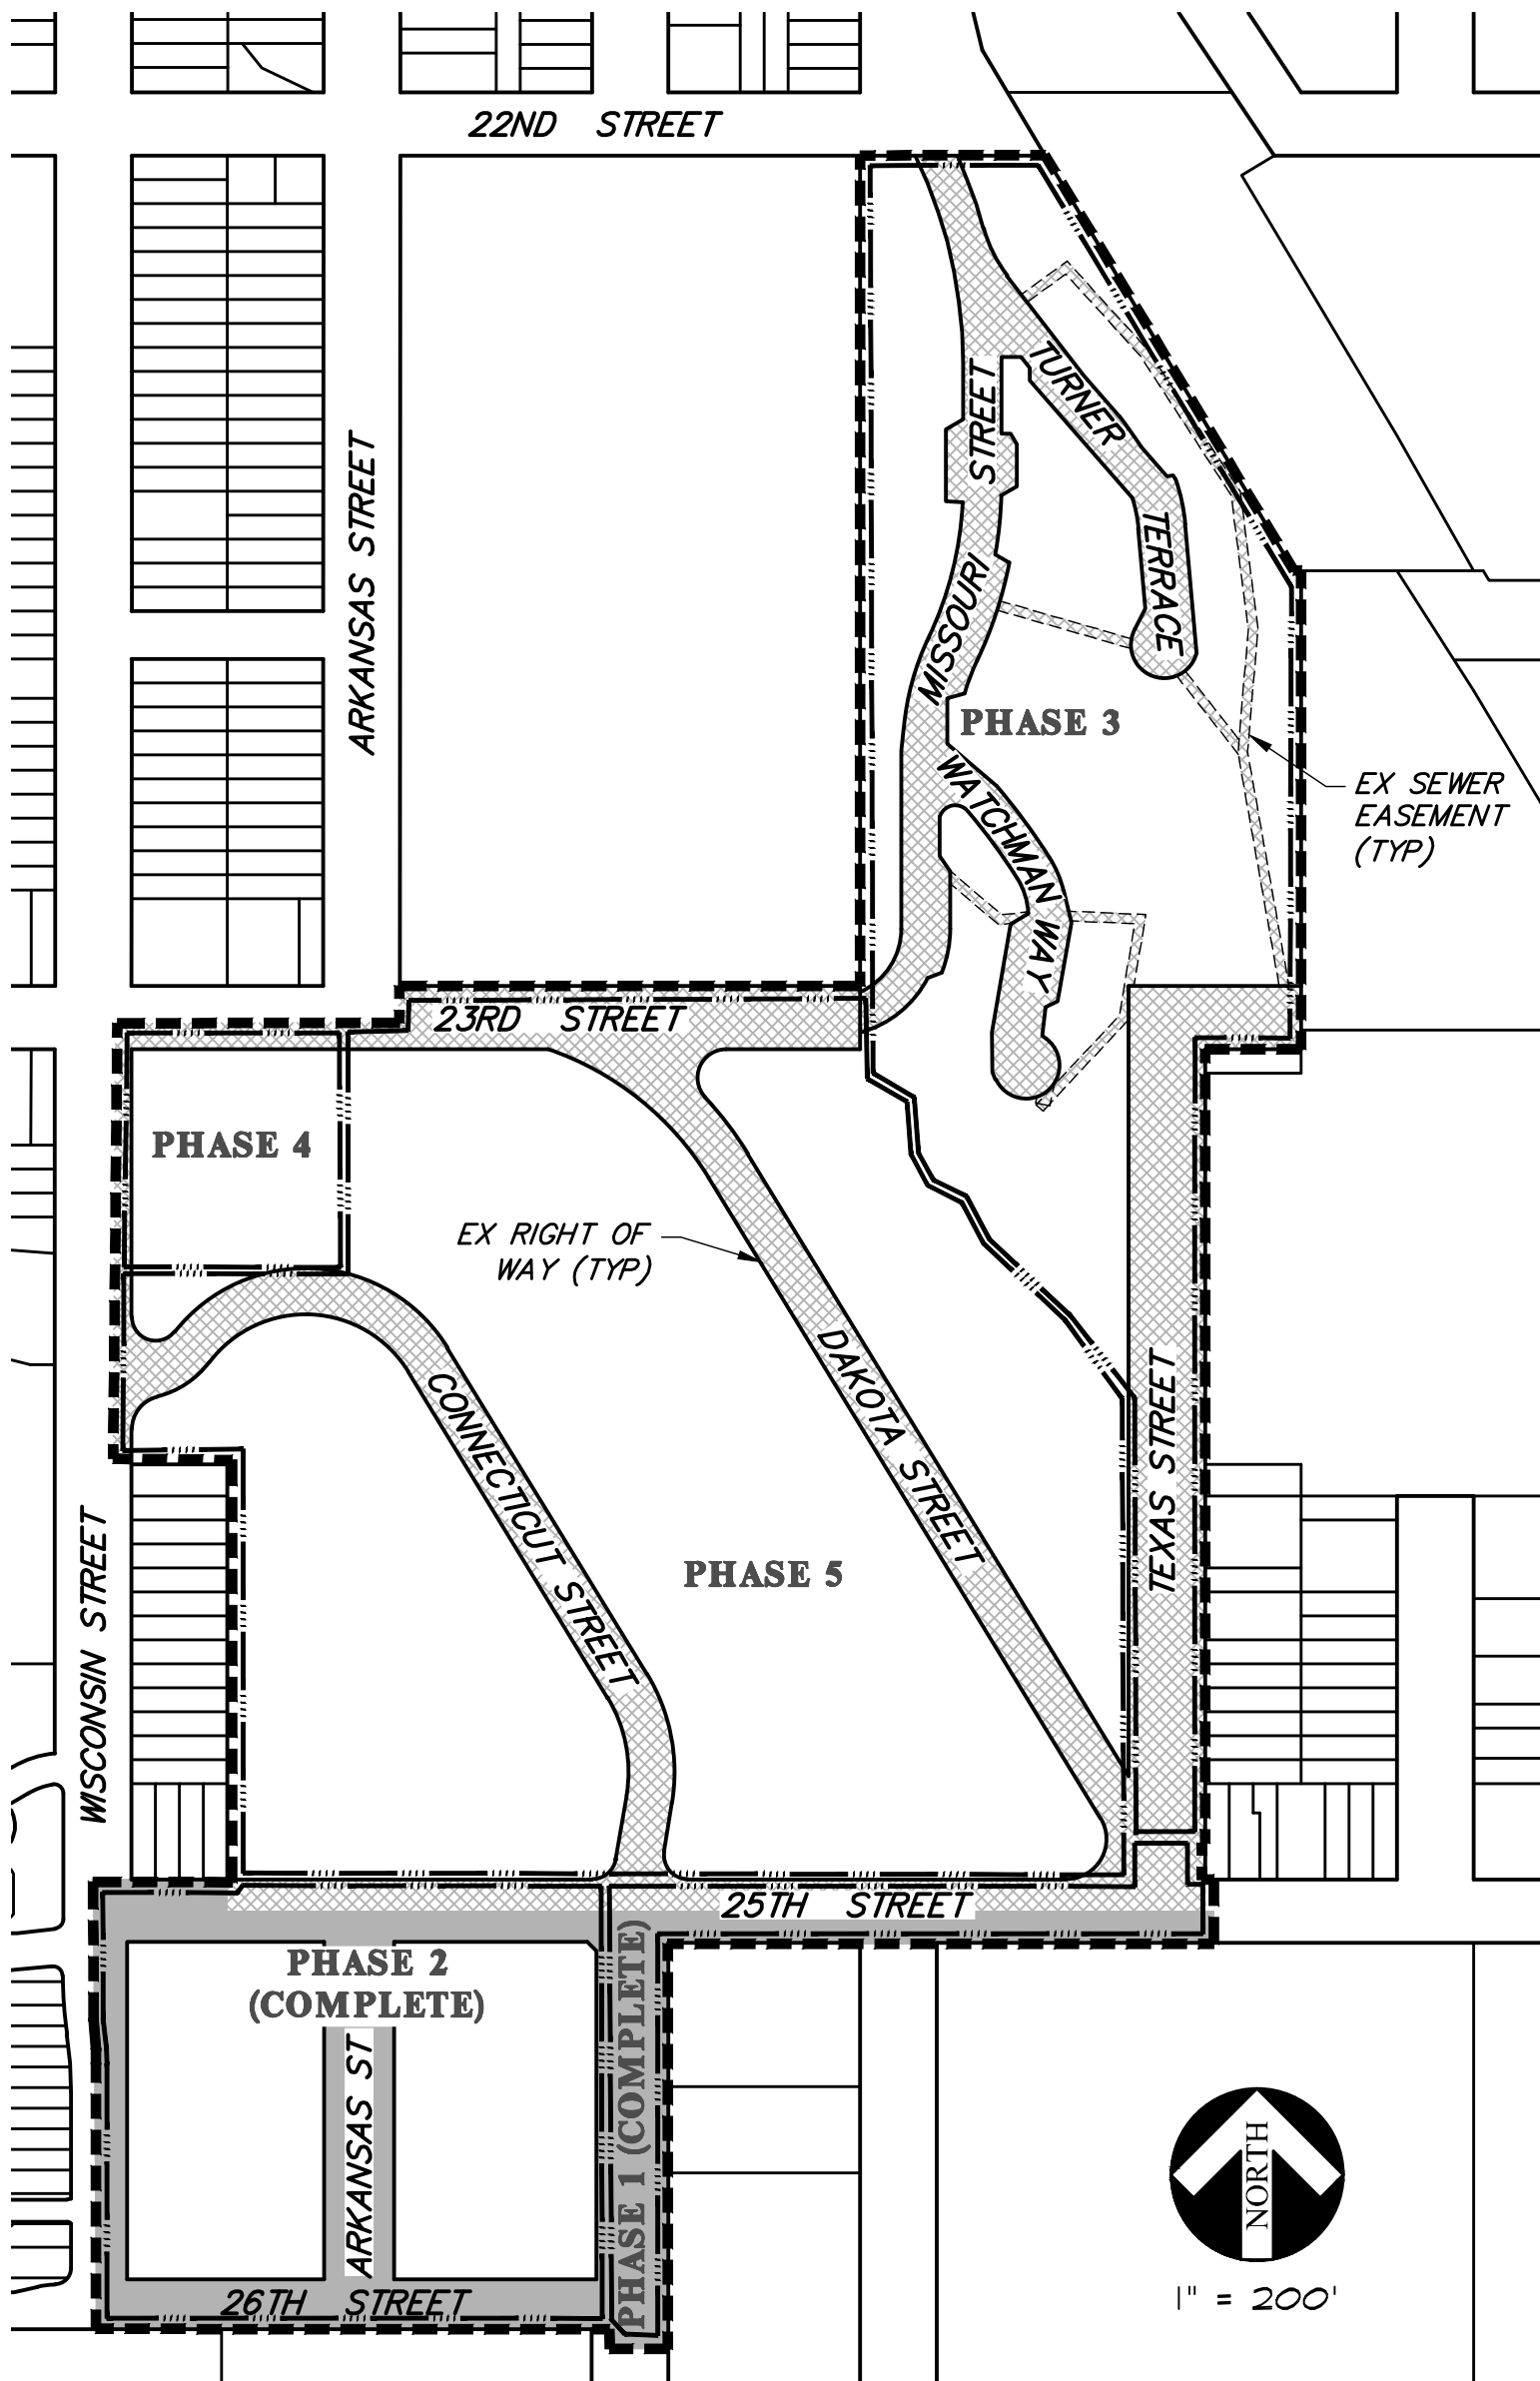 22ND STREET
ARKANSAS STREET
STREET
MISSOURI
TURNER
TERRACE
PHASE 3
WATCHMAN WAY
EX SEWER
EASEMENT
(TYP)
23RD STREET
PHASE 4
EX RIGHT OF
WAY (TYP)
DAKOTA STREET
CONNECTICUT STREET
TEXAS STREET
PHASE 5
WISCONSIN STREET
25TH STREET
PHASE 2
(COMPLETE)
PHASE 1 (COMPLETE)
ARKANSAS ST
26TH STREET
NORTH
1" = 200'